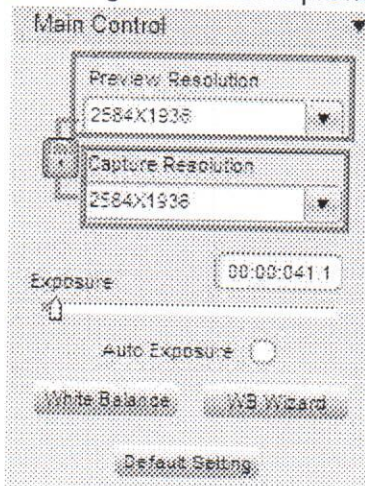 Main Control
Preview Resolution
2584X1936
Capture Resolution
2584X1936
Exposure
00:00:041.1
Auto Exposure
White Balance
WB Wizard
Default Setting